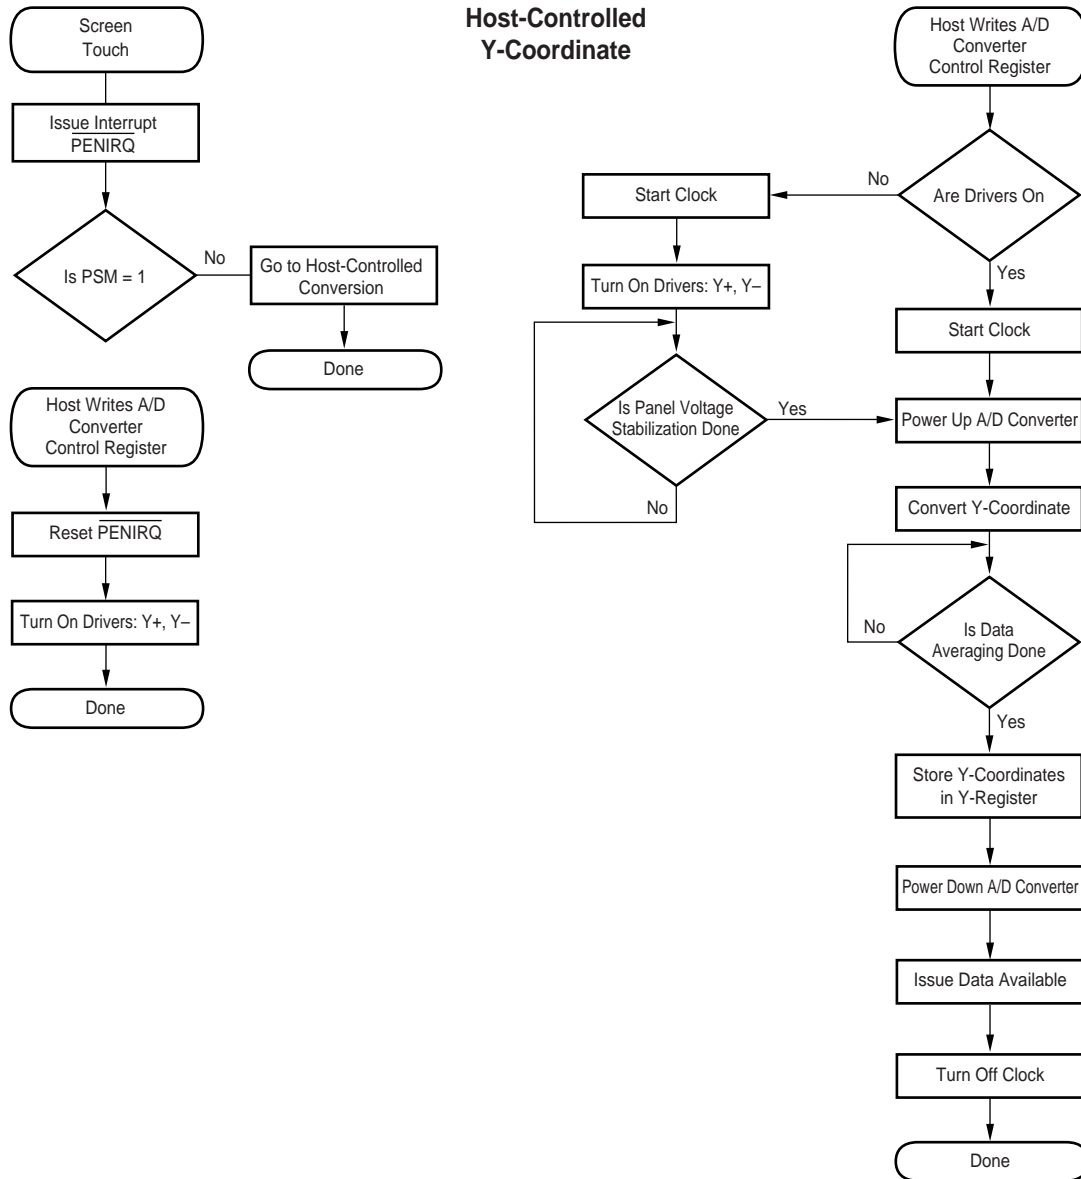 Host-Controlled
Y-Coordinate
Screen
Touch
Issue Interrupt
PENIRQ
Is PSM = 1
No
Go to Host-Controlled
Conversion
Done
Host Writes A/D
Converter
Control Register
Reset PENIRQ
Turn On Drivers: Y+, Y–
Done
Host Writes A/D
Converter
Control Register
Are Drivers On
No
Start Clock
Turn On Drivers: Y+, Y–
Is Panel Voltage
Stabilization Done
Yes
No
Yes
Start Clock
Power Up A/D Converter
Convert Y-Coordinate
Is Data
Averaging Done
No
Yes
Store Y-Coordinates
in Y-Register
Power Down A/D Converter
Issue Data Available
Turn Off Clock
Done